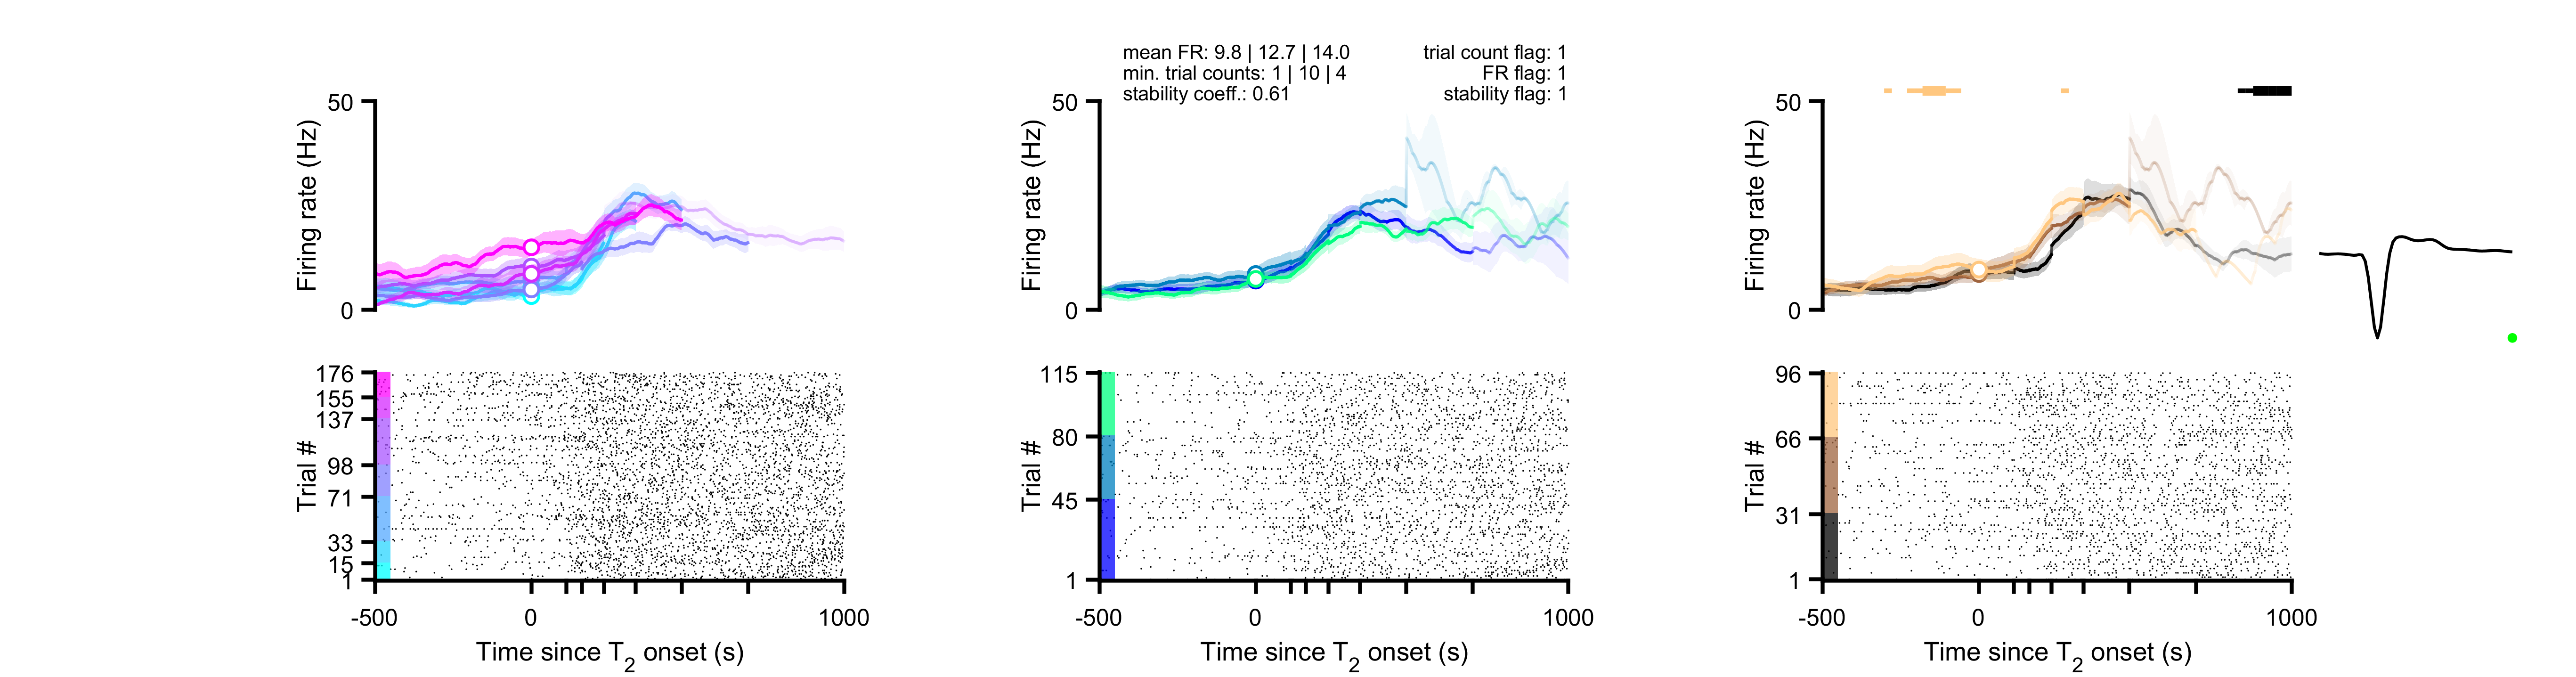 mean FR: 9.8 | 12.7 | 14.0
min. trial counts: 1 | 10 | 4
stability coeff.: 0.61
trial count flag: 1
FR flag: 1
stability flag: 1
50
0
Firing rate (Hz)
176
155
137
98
71
33
15
1
Trial #
-500
0
1000
Time since T2 onset (s)
50
0
Firing rate (Hz)
115
80
45
1
Trial #
-500
0
1000
Time since T2 onset (s)
50
0
Firing rate (Hz)
96
66
31
1
Trial #
-500
0
1000
Time since T2 onset (s)